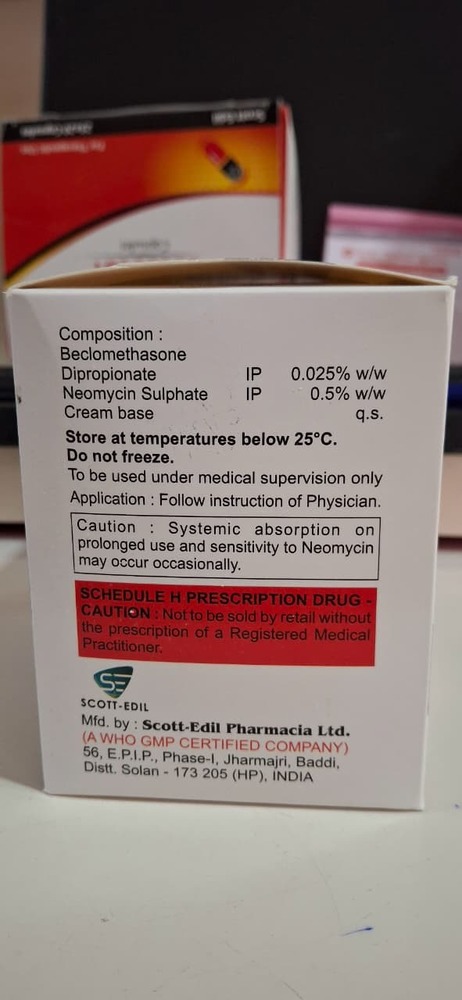 Composition :
Beclomethasone
Dipropionate IP 0.025% w/w
Neomycin Sulphate IP 0.5% w/w
Cream base q.s.
Store at temperatures below 25°C.
Do not freeze.
To be used under medical supervision only
Application : Follow instruction of Physician.
Caution : Systemic absorption on
prolonged use and sensitivity to Neomycin
may occur occasionally.
SCHEDULE H PRESCRIPTION DRUG -
CAUTION : Not to be sold by retail without
the prescription of a Registered Medical
Practitioner.
SE
SCOTT-EDIL
Mfd. by : Scott-Edil Pharmacia Ltd.
(A WHO GMP CERTIFIED COMPANY)
56, E.P.I.P., Phase-I, Jharmajri, Baddi,
Distt. Solan - 173 205 (HP), INDIA